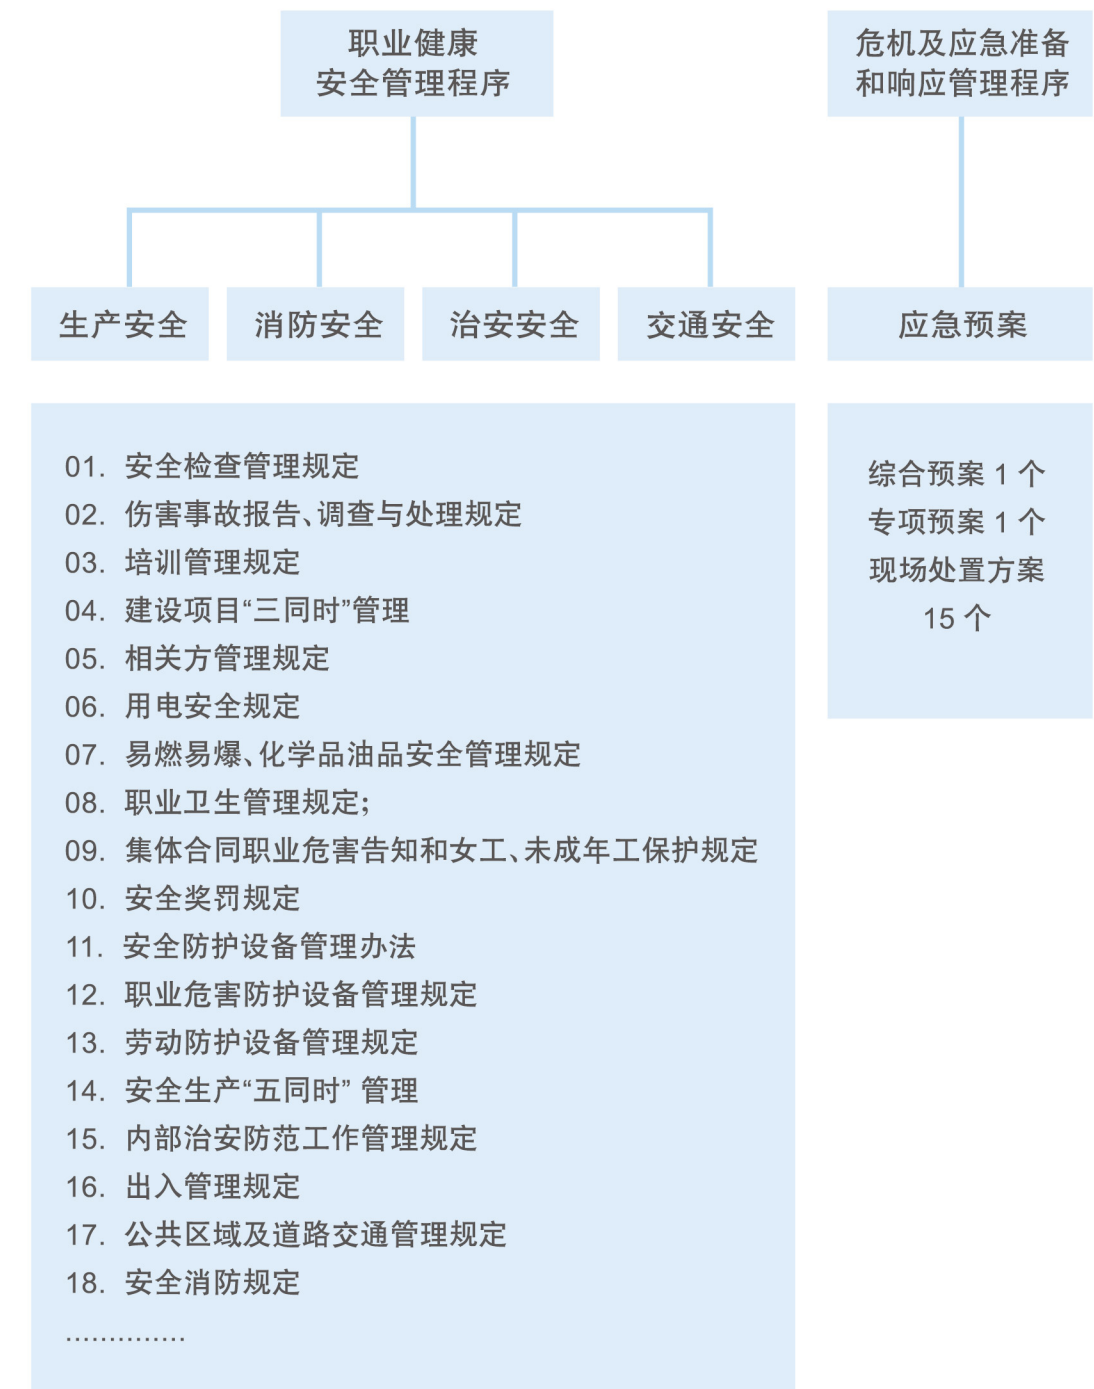 职业健康
安全管理程序
危机及应急准备
和响应管理程序
生产安全
消防安全
治安安全
交通安全
应急预案
01. 安全检查管理规定
02. 伤害事故报告、调查与处理规定
03. 培训管理规定
04. 建设项目“三同时”管理
05. 相关方管理规定
06. 用电安全规定
07. 易燃易爆、化学品油品安全管理规定
08. 职业卫生管理规定;
09. 集体合同职业危害告知和女工、未成年工保护规定
10. 安全奖罚规定
11. 安全防护设备管理办法
12. 职业危害防护设备管理规定
13. 劳动防护设备管理规定
14. 安全生产“五同时” 管理
15. 内部治安防范工作管理规定
16. 出入管理规定
17. 公共区域及道路交通管理规定
18. 安全消防规定
..............
综合预案 1 个
专项预案 1 个
现场处置方案
15 个